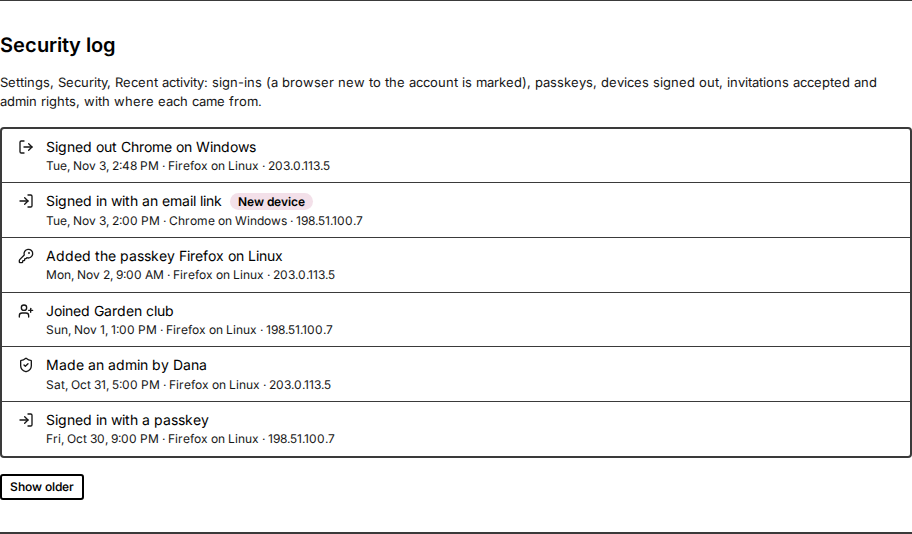 Security log
Settings, Security, Recent activity: sign-ins (a browser new to the account is marked), passkeys, devices signed out, invitations accepted and
admin rights, with where each came from.
Signed out Chrome on Windows
Tue, Nov 3, 2:48 PM · Firefox on Linux · 203.0.113.5
Signed in with an email link New device
Tue, Nov 3, 2:00 PM · Chrome on Windows · 198.51.100.7
Added the passkey Firefox on Linux
Mon, Nov 2, 9:00 AM · Firefox on Linux · 203.0.113.5
Joined Garden club
Sun, Nov 1, 1:00 PM · Firefox on Linux · 198.51.100.7
Made an admin by Dana
Sat, Oct 31, 5:00 PM · Firefox on Linux · 203.0.113.5
Signed in with a passkey
Fri, Oct 30, 9:00 PM · Firefox on Linux · 198.51.100.7
Show older